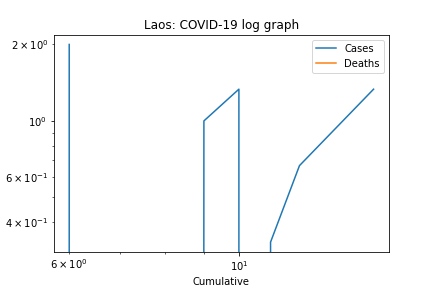 Laos: COVID-19 log graph
Cases
Deaths
2 × 10⁰
10⁰
6 × 10⁻¹
4 × 10⁻¹
6 × 10⁰
10¹
Cumulative